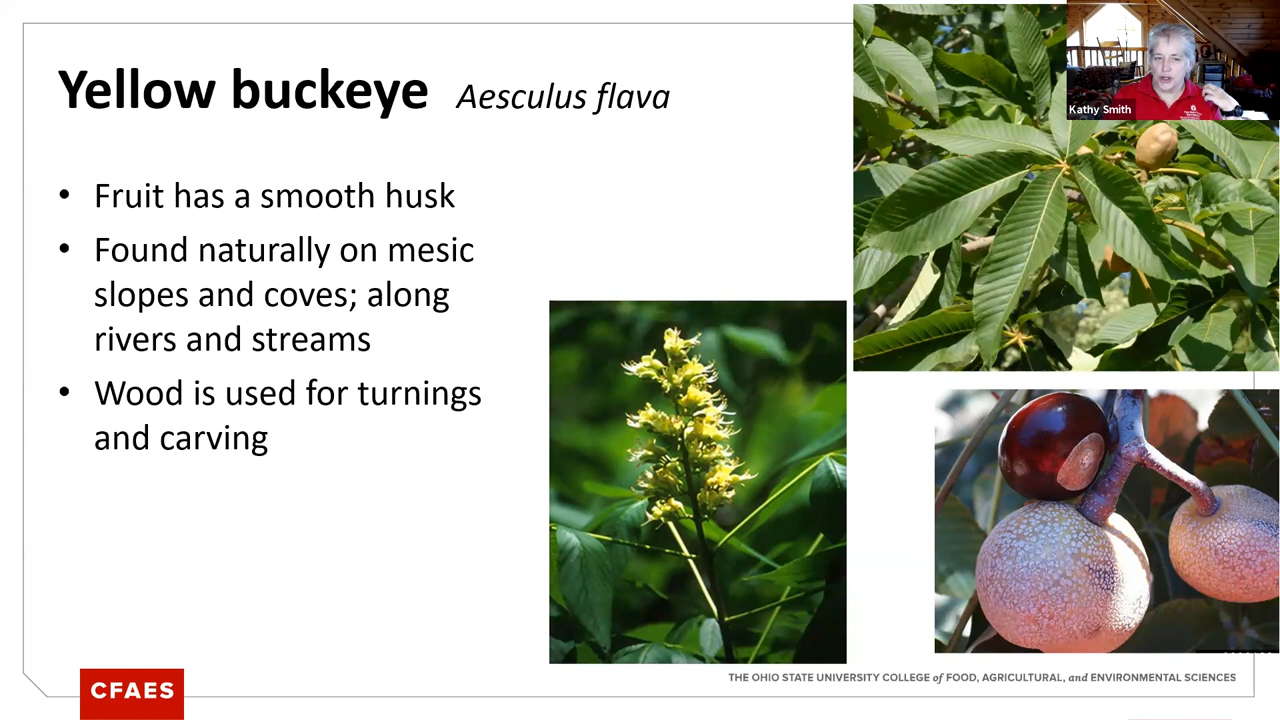 Yellow buckeye Aesculus flava
Kathy Smith
• Fruit has a smooth husk
• Found naturally on mesic
slopes and coves; along
rivers and streams
• Wood is used for turnings
and carving
CFAES
THE OHIO STATE UNIVERSITY COLLEGE of FOOD, AGRICULTURAL, and ENVIRONMENTAL SCIENCES